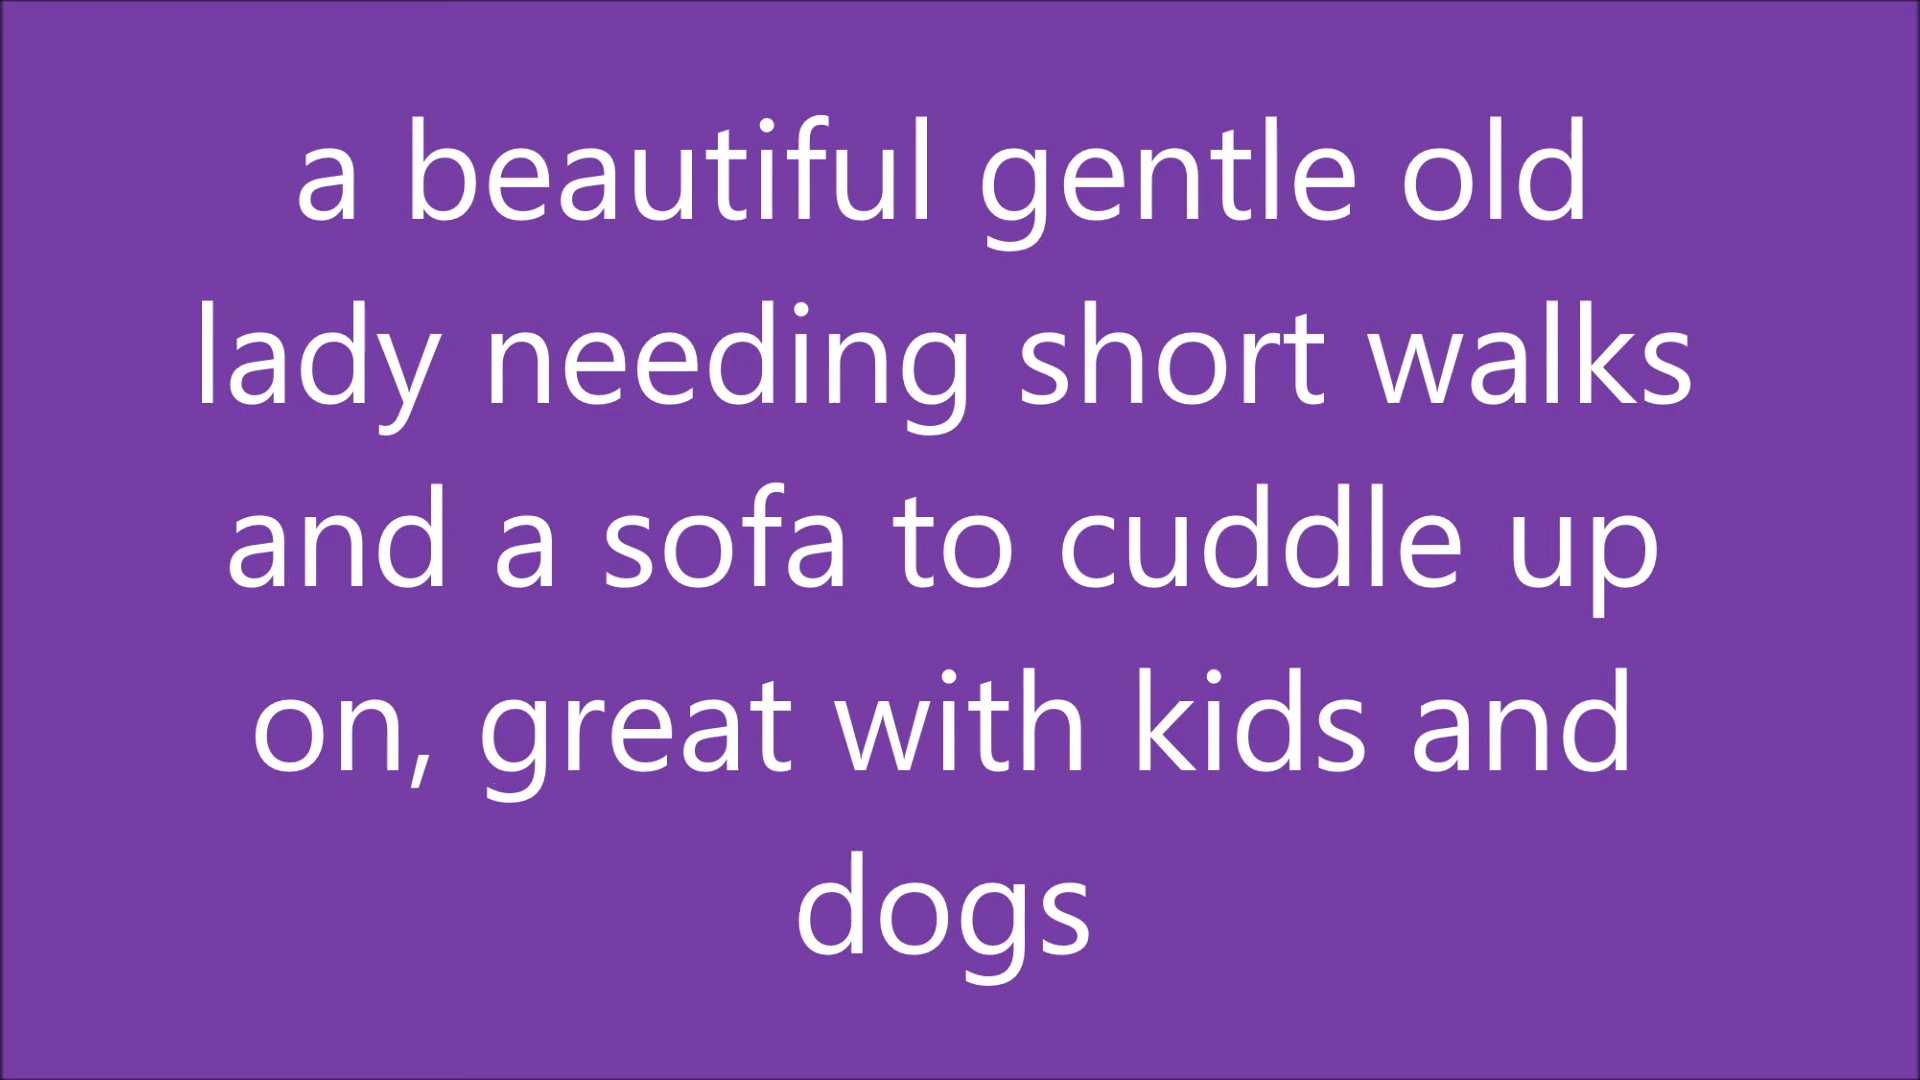 a beautiful gentle old
lady needing short walks
and a sofa to cuddle up
on, great with kids and
dogs